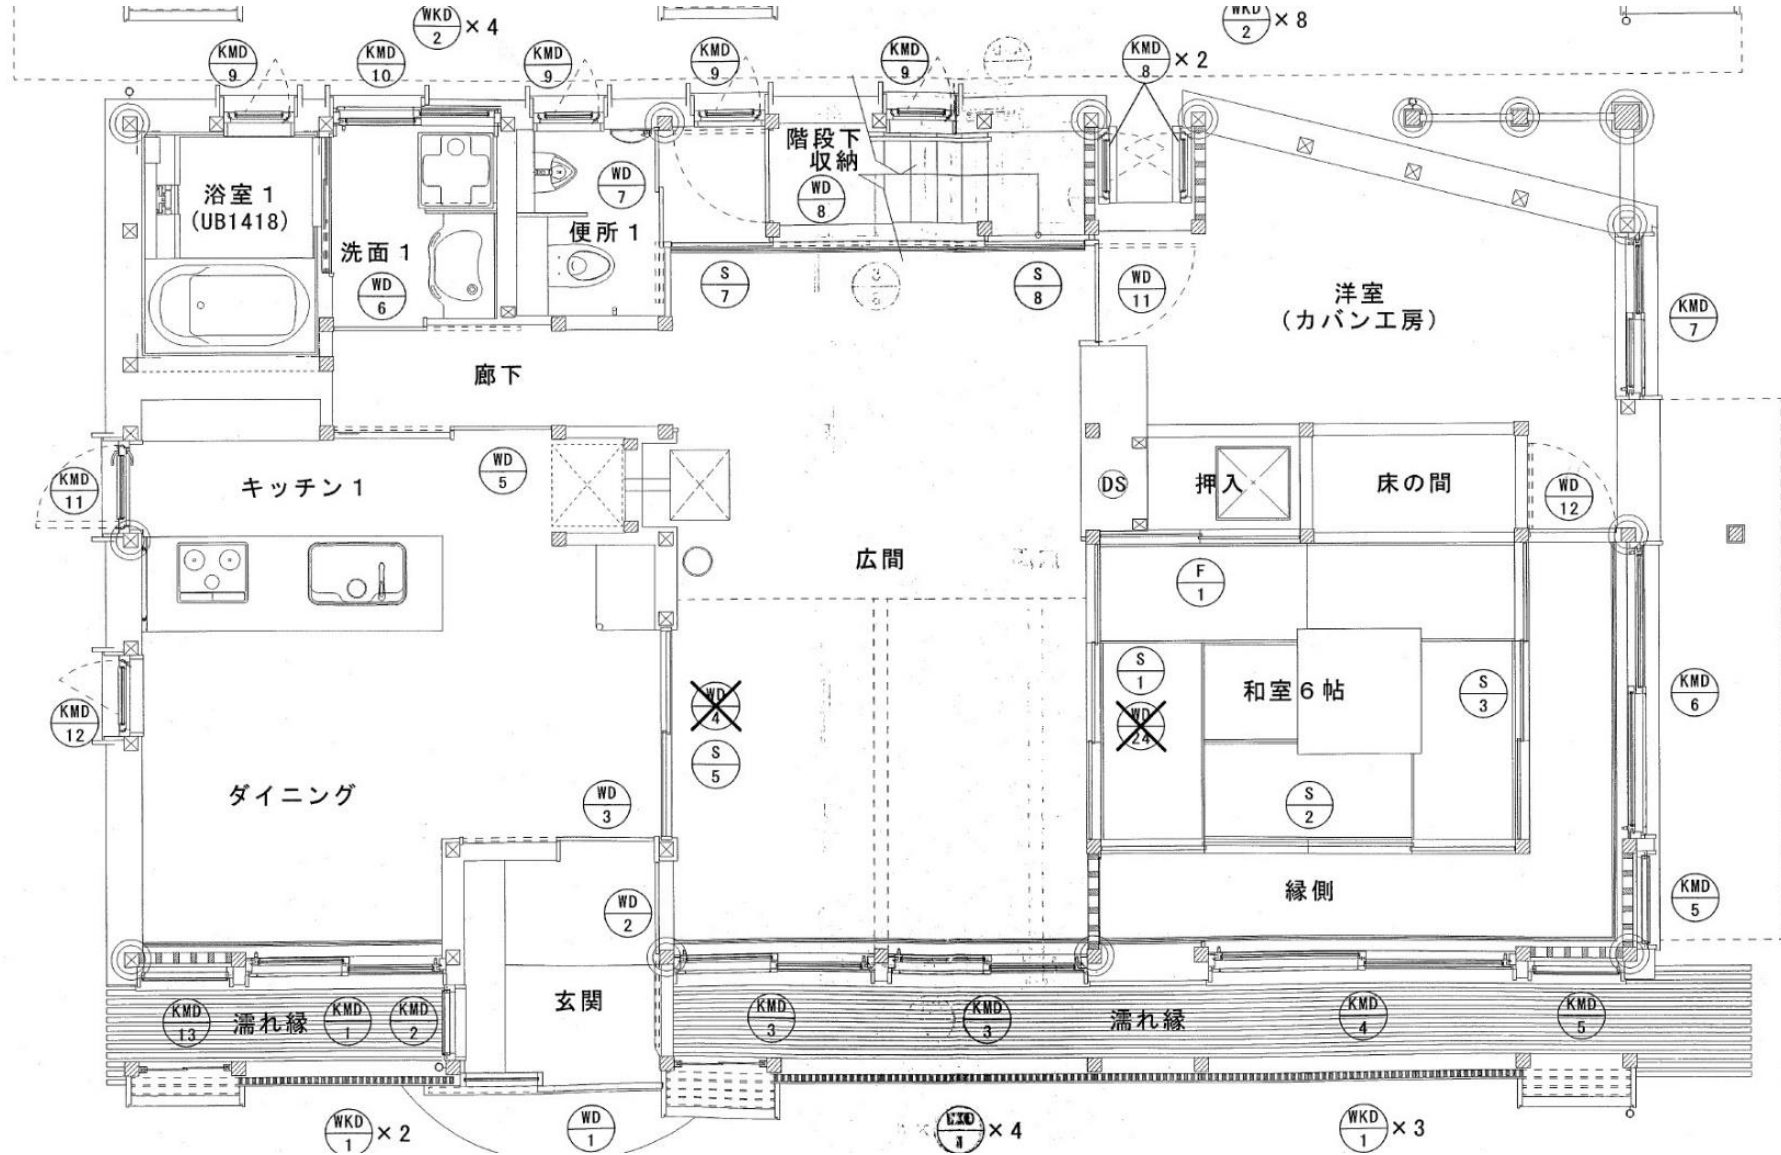 WKD 2 ×4
WKD 2 ×8
KMD 9
KMD 10
KMD 9
KMD 9
KMD 9
KMD 8 ×2
階段下
収納
浴室1
(UB1418)
WD 7
WD 8
便所1
洗面1
WD 6
S 7
S 8
WD 11
洋室
(カバン工房)
KMD 7
廊下
キッチン1
WD 5
KMD 11
DS
押入
床の間
WD 12
広間
F 1
S 1
和室6帖
S 3
KMD 6
WD 4
WD 24
KMD 12
S 5
ダイニング
WD 3
S 2
縁側
KMD 5
WD 2
玄関
KMD 13
濡れ縁
KMD 1
KMD 2
KMD 3
KMD 3
濡れ縁
KMD 4
KMD 5
WKD 1 ×2
WD 1
×4
WKD 1 ×3